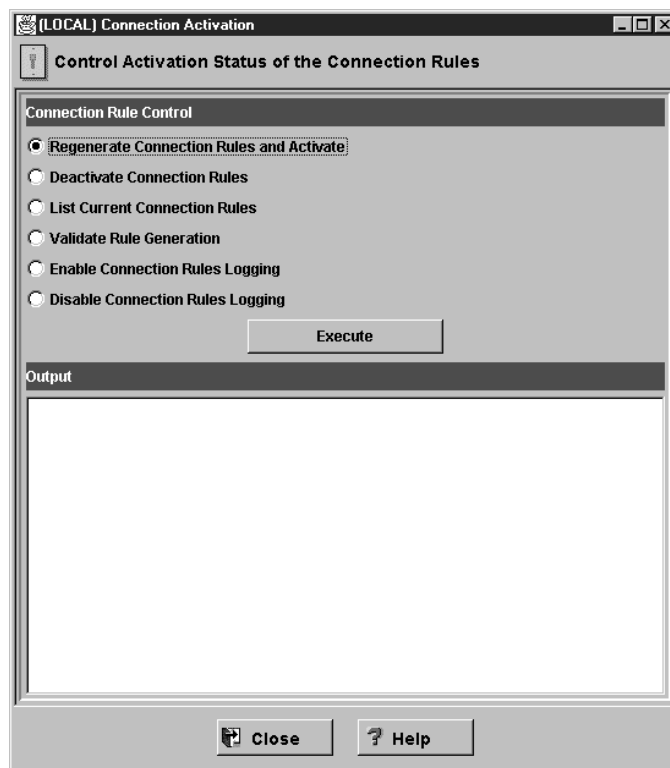 (LOCAL) Connection Activation
Control Activation Status of the Connection Rules
Connection Rule Control
Regenerate Connection Rules and Activate
Deactivate Connection Rules
List Current Connection Rules
Validate Rule Generation
Enable Connection Rules Logging
Disable Connection Rules Logging
Execute
Output
Close
? Help